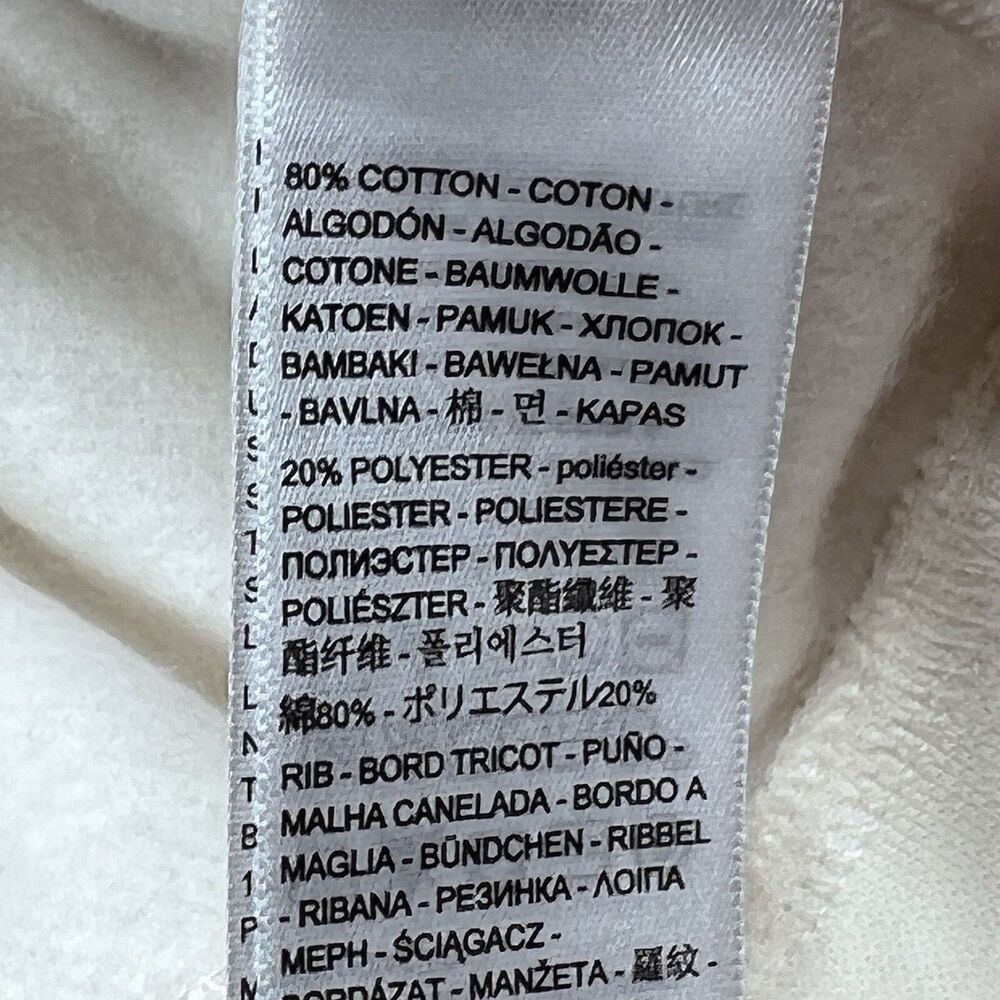 80% COTTON - COTON -
ALGODÓN - ALGODÃO -
COTONE - BAUMWOLLE -
KATOEN - PAMUK - ХЛОПОК -
BAMBAKI - BAWEŁNA - PAMUT
- BAVLNA - 棉 - 면 - KAPAS
20% POLYESTER - poliéster -
POLIESTER - POLIESTERE -
ПОЛИЭСТЕР - ΠΟΛΥΕΣΤΕΡ -
POLIÉSZTER - 聚酯纖維 - 聚
酯纤维 - 폴리에스터
綿80% - ポリエステル20%
RIB - BORD TRICOT - PUÑO -
MALHA CANELADA - BORDO A
MAGLIA - BÜNDCHEN - RIBBEL
- RIBANA - РЕЗИНКА - ΛΟΙΠΑ
ΜΕΡΗ - ŚCIĄGACZ -
BORDÁZAT - MANŽETA - 羅紋 -